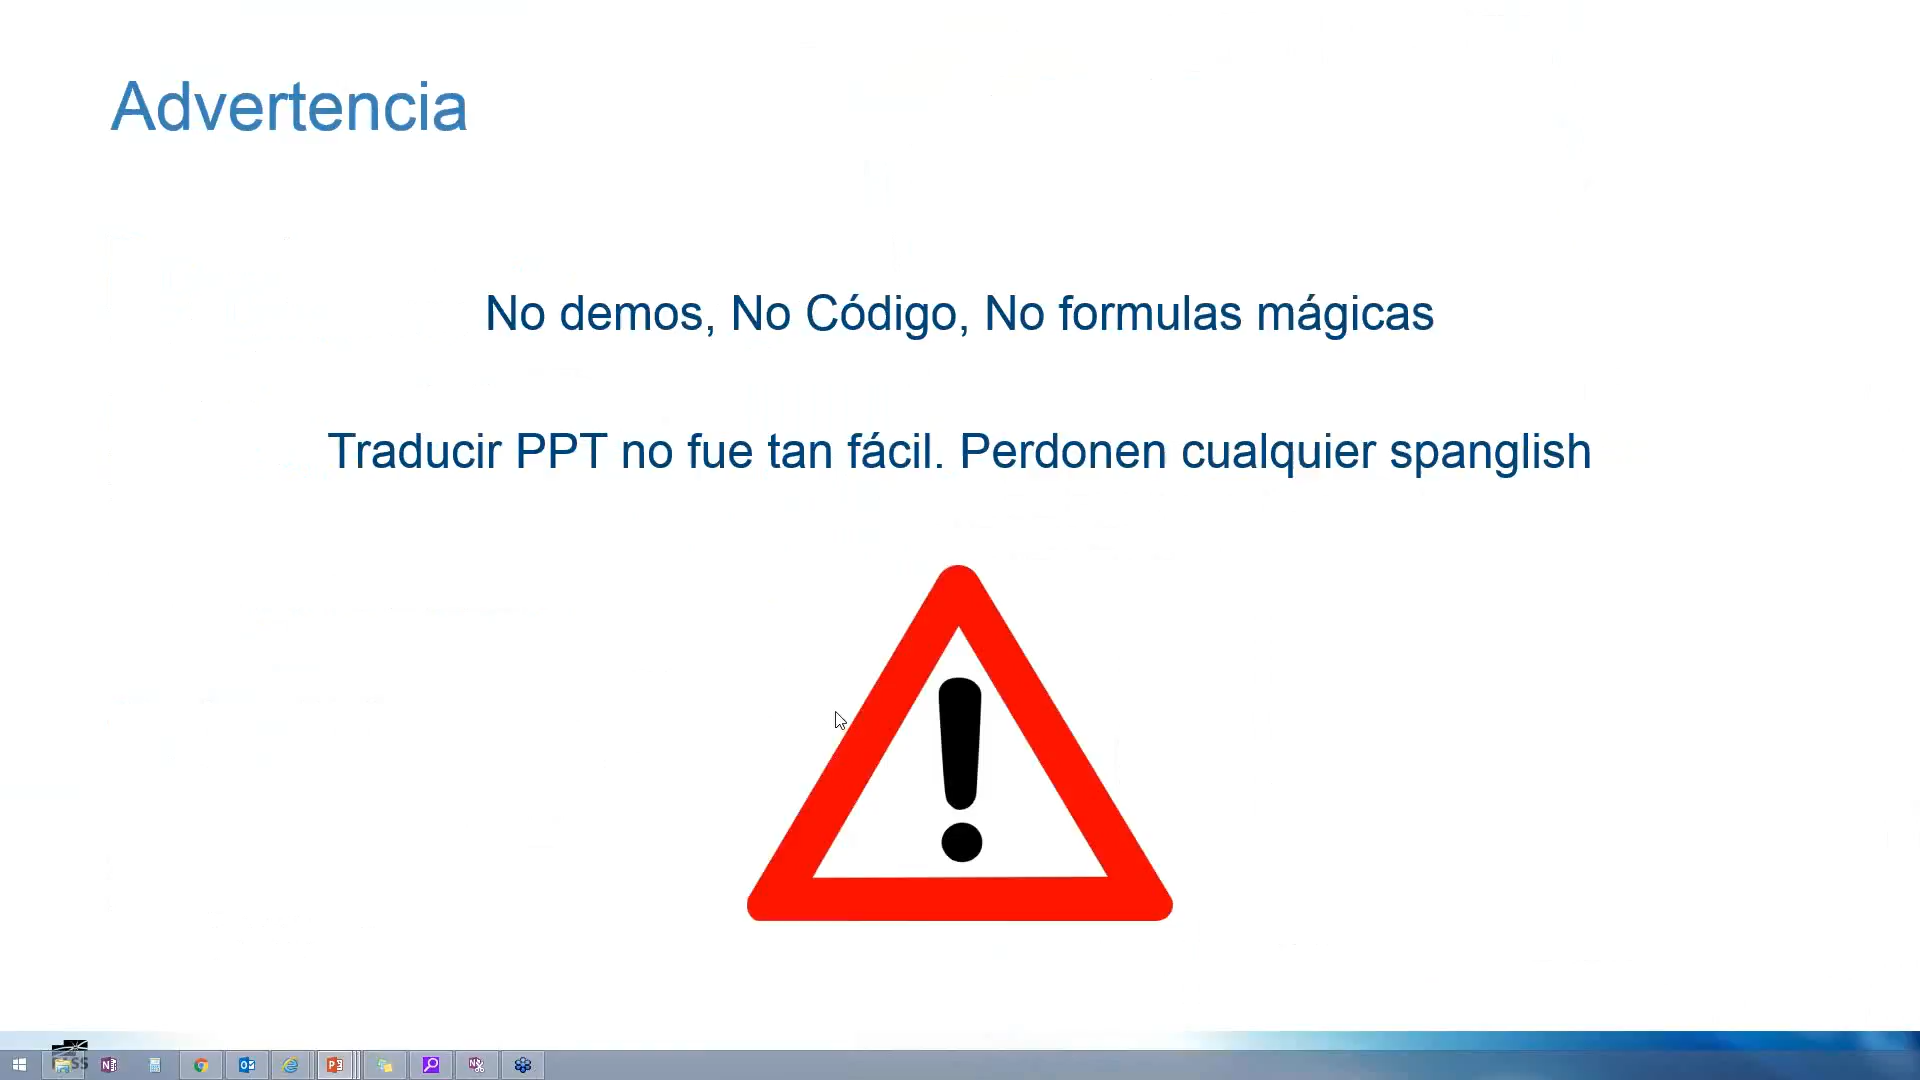 Advertencia
No demos, No Código, No formulas mágicas
Traducir PPT no fue tan fácil. Perdonen cualquier spanglish